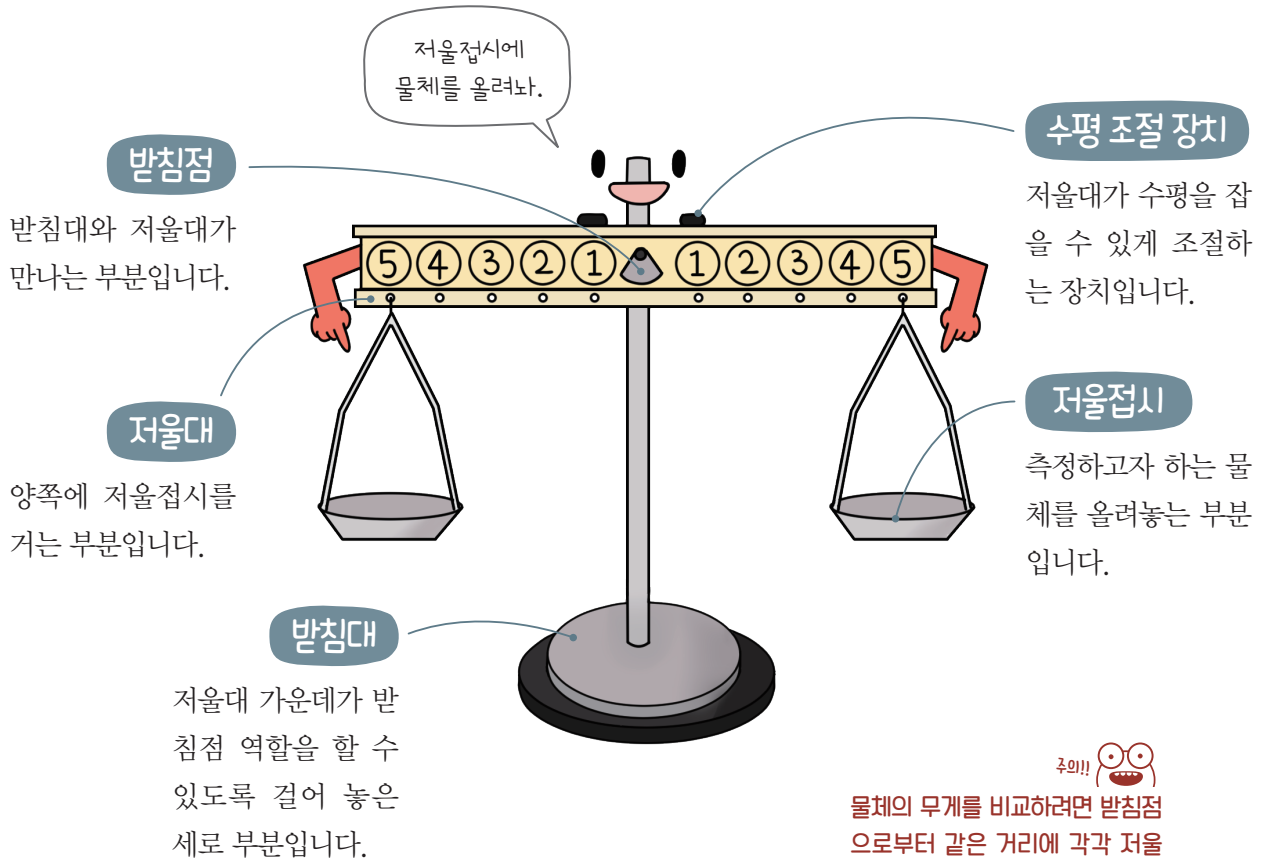 저울접시에
물체를 올려놔.
받침점
받침대와 저울대가
만나는 부분입니다.
수평 조절 장치
저울대가 수평을 잡
을 수 있게 조절하
는 장치입니다.
5 4 3 2 1 1 2 3 4 5
저울대
양쪽에 저울접시를
거는 부분입니다.
저울접시
측정하고자 하는 물
체를 올려놓는 부분
입니다.
받침대
저울대 가운데가 받
침점 역할을 할 수
있도록 걸어 놓은
세로 부분입니다.
주의!!
물체의 무게를 비교하려면 받침점
으로부터 같은 거리에 각각 저울